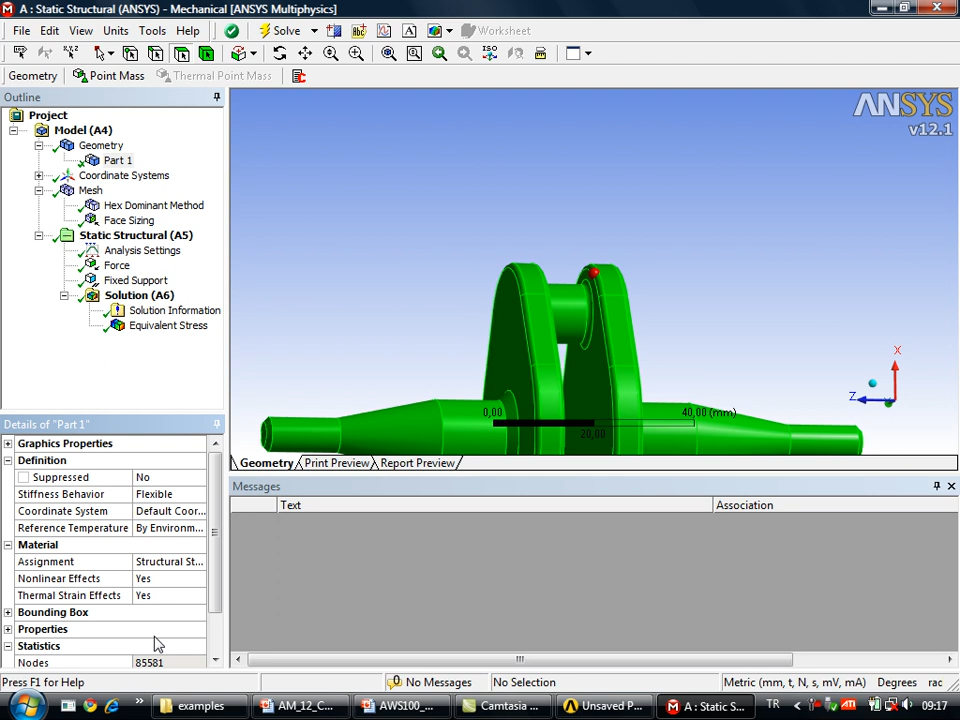 A : Static Structural (ANSYS) - Mechanical [ANSYS Multiphysics]
File Edit View Units Tools Help Solve Worksheet
Geometry Point Mass Thermal Point Mass
Outline
Project
Model (A4)
Geometry
Part 1
Coordinate Systems
Mesh
Hex Dominant Method
Face Sizing
Static Structural (A5)
Analysis Settings
Force
Fixed Support
Solution (A6)
Solution Information
Equivalent Stress
ANSYS
v12.1
X
Z
0,00 40,00 (mm)
20,00
Geometry Print Preview Report Preview
Details of "Part 1"
Graphics Properties
Definition
Suppressed No
Stiffness Behavior Flexible
Coordinate System Default Coor...
Reference Temperature By Environm...
Material
Assignment Structural St...
Nonlinear Effects Yes
Thermal Strain Effects Yes
Bounding Box
Properties
Statistics
Nodes 85581
Messages
Text Association
Press F1 for Help 0 No Messages No Selection Metric (mm, t, N, s, mV, mA) Degrees rac
examples AM_12_C... AWS100_... Camtasia ... Unsaved P... A : Static S... TR 09:17